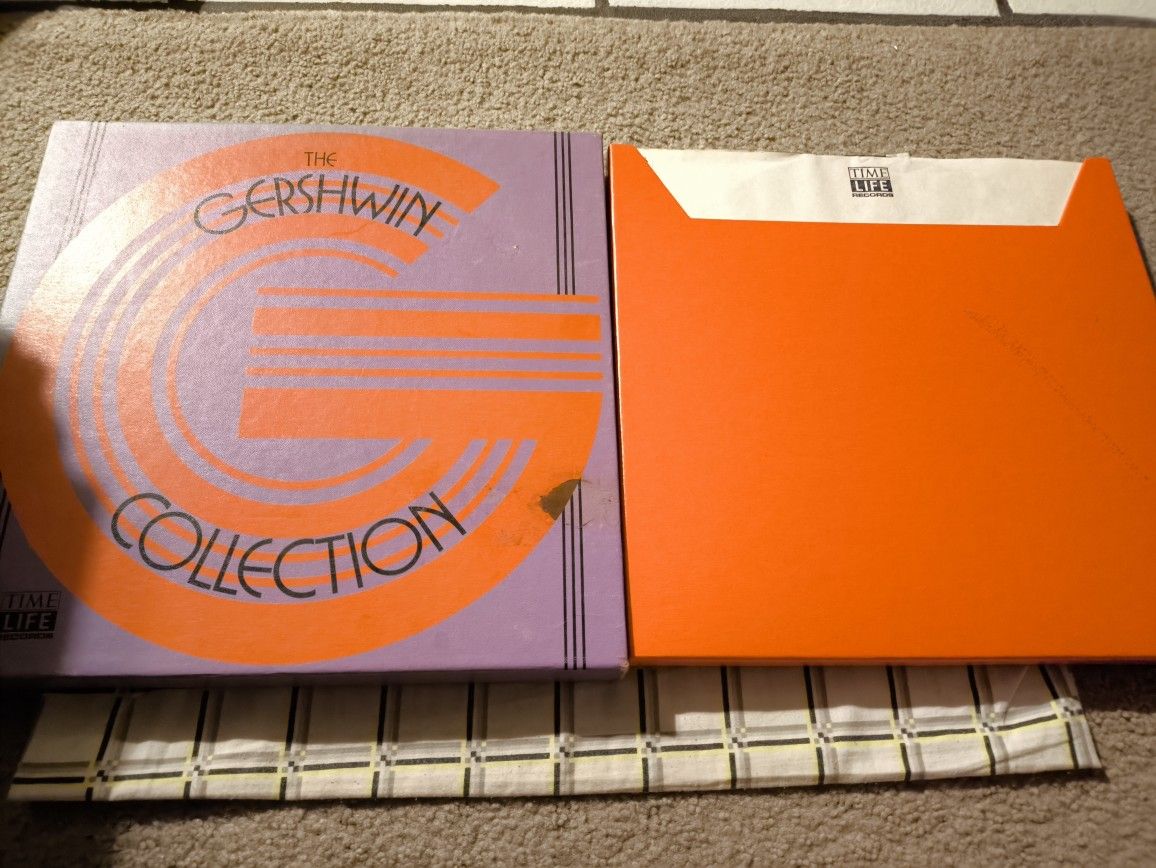 THE
GERSHWIN
COLLECTION
TIME
LIFE
RECORDS
TIME
LIFE
RECORDS